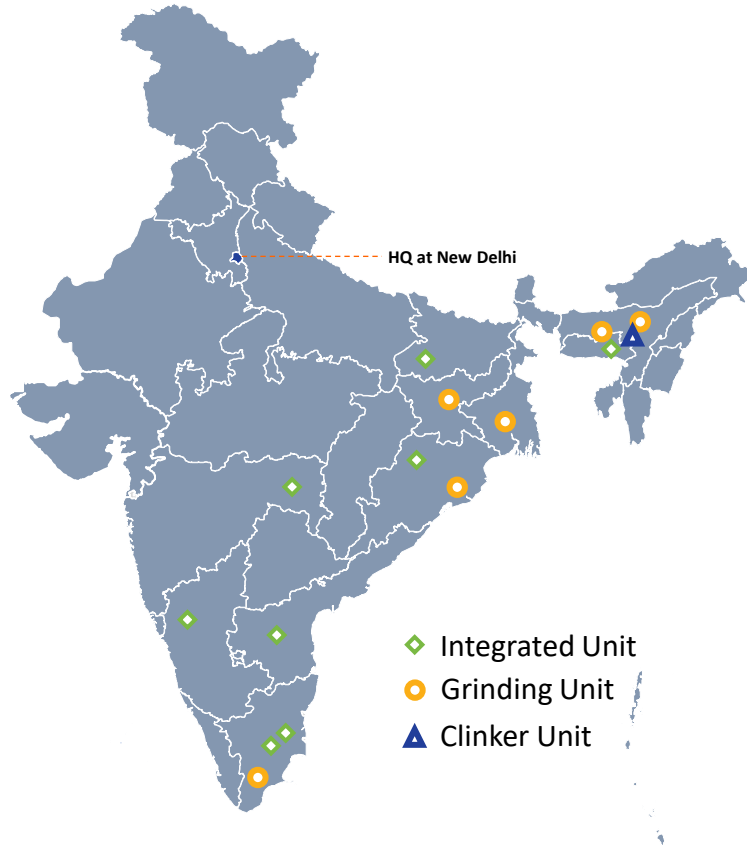 HQ at New Delhi
Integrated Unit
Grinding Unit
Clinker Unit